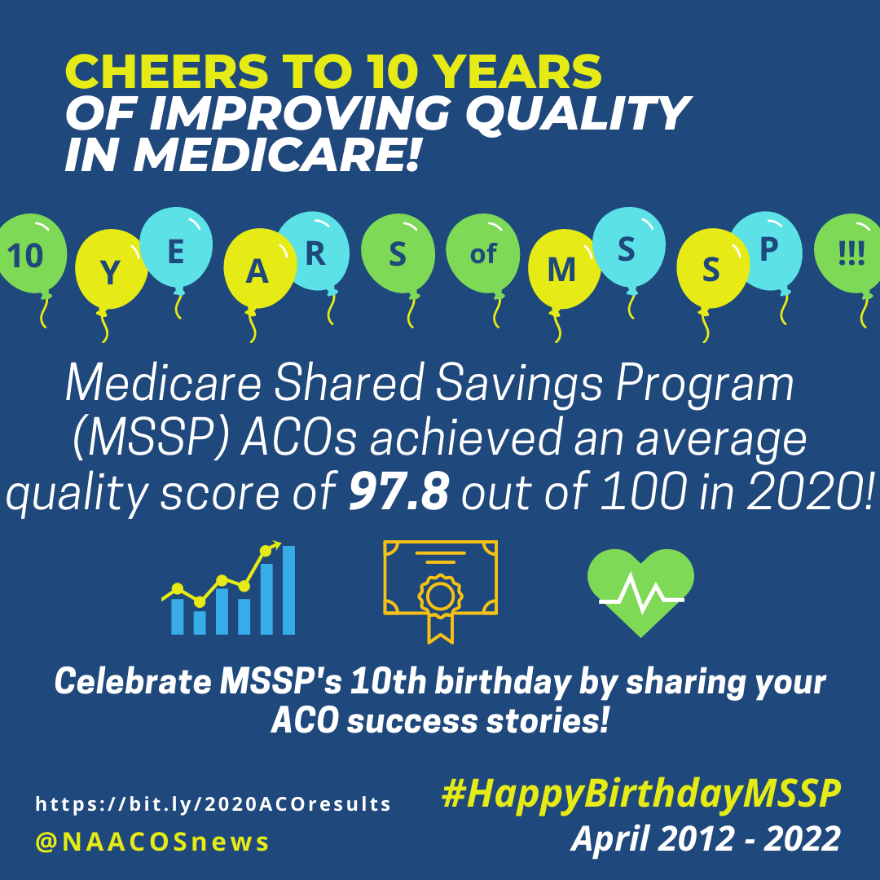 CHEERS TO 10 YEARS
OF IMPROVING QUALITY
IN MEDICARE!
10 Y E A R S of M S S P !!!
Medicare Shared Savings Program
(MSSP) ACOs achieved an average
quality score of 97.8 out of 100 in 2020!
Celebrate MSSP's 10th birthday by sharing your
ACO success stories!
https://bit.ly/2020ACOresults
@NAACOSnews
#HappyBirthdayMSSP
April 2012 - 2022